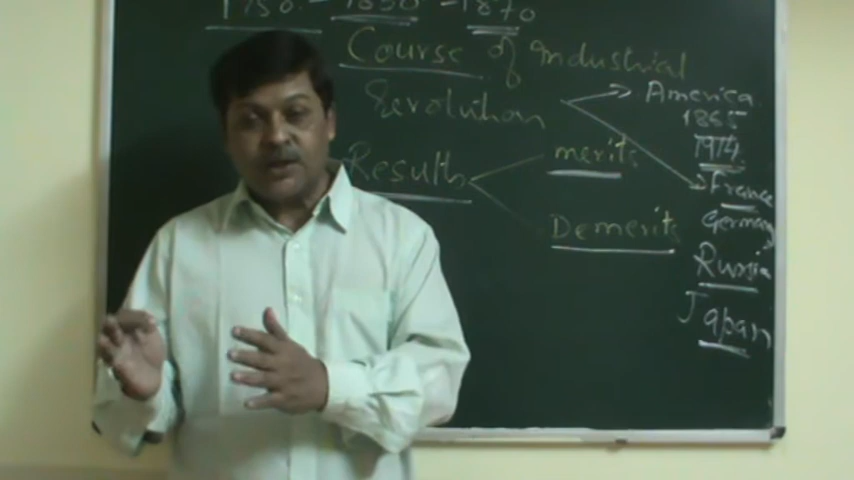 1750 - 1850 - 1870
Course of Industrial
Revolution
America
1865
1914
Results
merits
France
Demerits
Germany
Russia
Japan